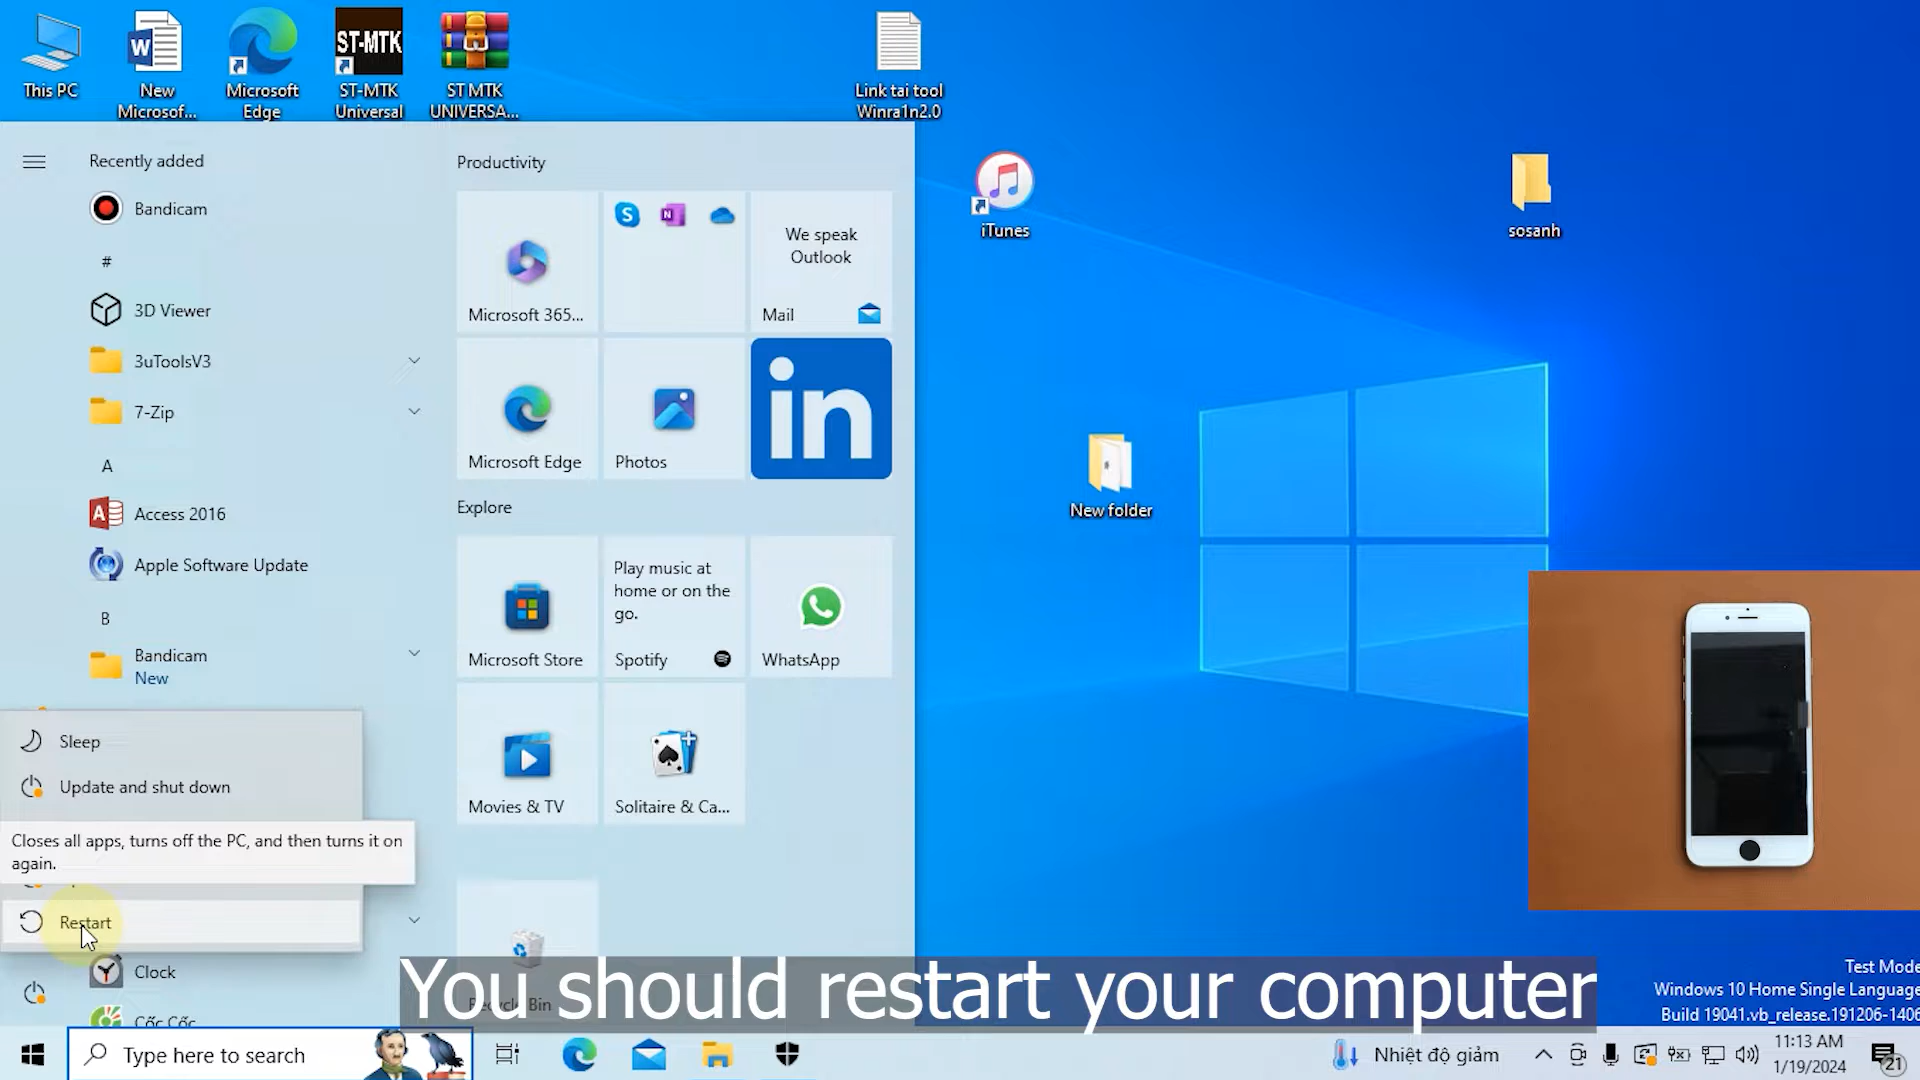 This PC
New
Microsof...
Microsoft
Edge
ST-MTK
ST-MTK
Universal
ST MTK
UNIVERSA...
Link tai tool
Winra1n2.0
iTunes
sosanh
New folder
Recently added
Bandicam
#
3D Viewer
3uToolsV3
7-Zip
A
Access 2016
Apple Software Update
B
Bandicam
New
Productivity
Microsoft 365...
We speak
Outlook
Mail
Microsoft Edge
Photos
in
Explore
Microsoft Store
Play music at
home or on the
go.
Spotify
WhatsApp
Movies & TV
Solitaire & Ca...
Sleep
Update and shut down
Closes all apps, turns off the PC, and then turns it on
again.
Restart
Clock
Cốc Cốc
Recycle Bin
You should restart your computer
Test Mode
Windows 10 Home Single Language
Build 19041.vb_release.191206-1406
Type here to search
Nhiệt độ giảm
11:13 AM
1/19/2024
21